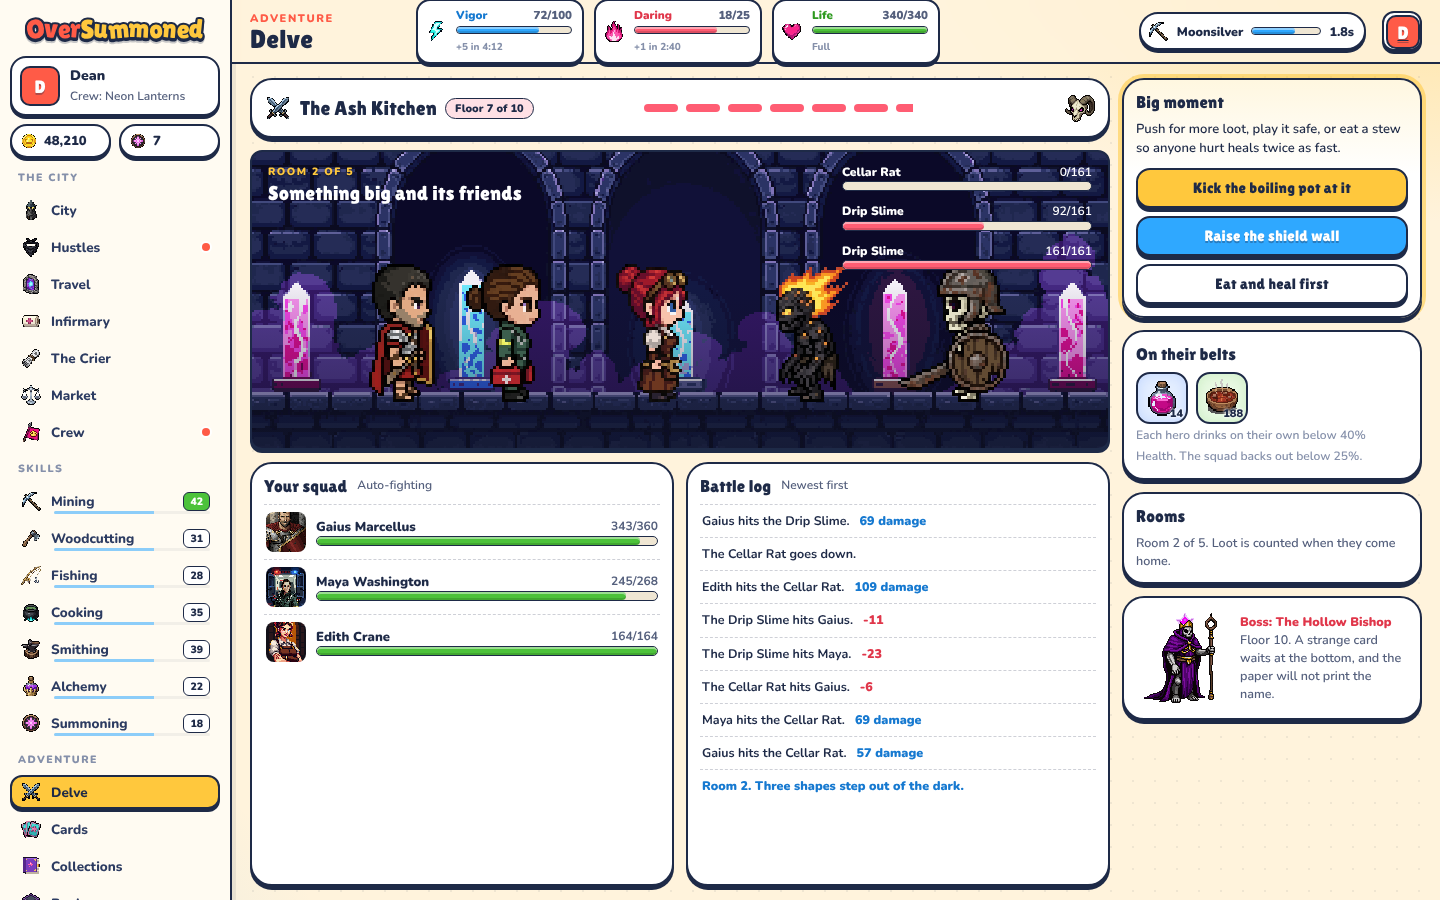 OverSummoned
D
Dean
Crew: Neon Lanterns
48,210
7
THE CITY
City
Hustles
Travel
Infirmary
The Crier
Market
Crew
SKILLS
Mining 42
Woodcutting 31
Fishing 28
Cooking 35
Smithing 39
Alchemy 22
Summoning 18
ADVENTURE
Delve
Cards
Collections
ADVENTURE
Delve
Vigor 72/100
+5 in 4:12
Daring 18/25
+1 in 2:40
Life 340/340
Full
Moonsilver 1.8s
D
The Ash Kitchen Floor 7 of 10
ROOM 2 OF 5
Something big and its friends
Cellar Rat 0/161
Drip Slime 92/161
Drip Slime 161/161
Your squad Auto-fighting
Gaius Marcellus 343/360
Maya Washington 245/268
Edith Crane 164/164
Battle log Newest first
Gaius hits the Drip Slime. 69 damage
The Cellar Rat goes down.
Edith hits the Cellar Rat. 109 damage
The Drip Slime hits Gaius. -11
The Drip Slime hits Maya. -23
The Cellar Rat hits Gaius. -6
Maya hits the Cellar Rat. 69 damage
Gaius hits the Cellar Rat. 57 damage
Room 2. Three shapes step out of the dark.
Big moment
Push for more loot, play it safe, or eat a stew
so anyone hurt heals twice as fast.
Kick the boiling pot at it
Raise the shield wall
Eat and heal first
On their belts
14
188
Each hero drinks on their own below 40%
Health. The squad backs out below 25%.
Rooms
Room 2 of 5. Loot is counted when they come
home.
Boss: The Hollow Bishop
Floor 10. A strange card
waits at the bottom, and the
paper will not print the
name.